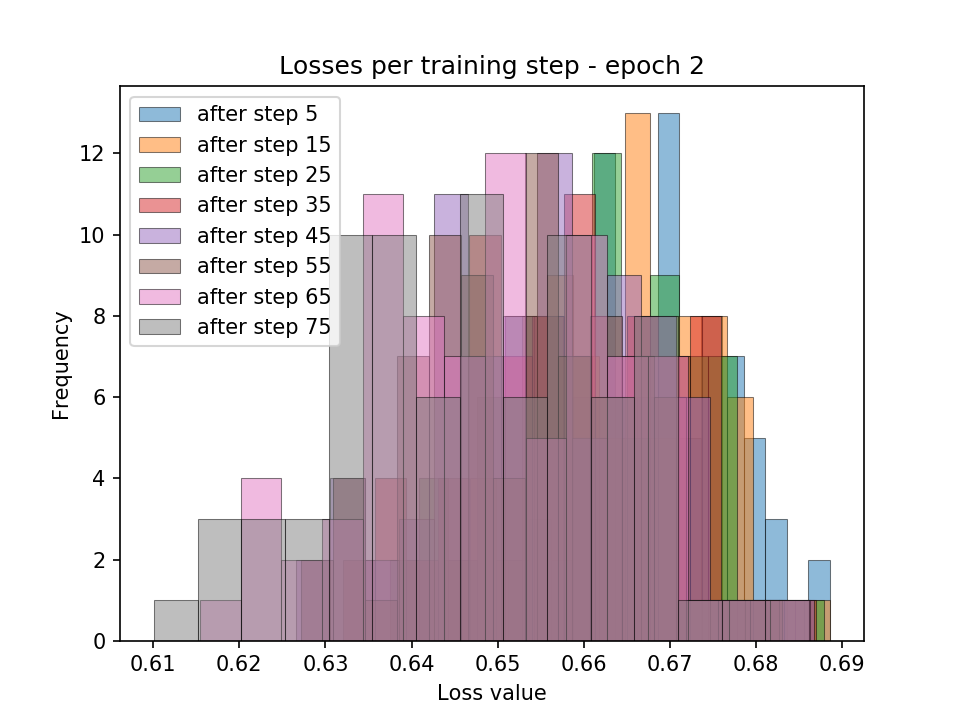 Losses per training step - epoch 2
after step 5
after step 15
after step 25
after step 35
after step 45
after step 55
after step 65
after step 75
12
10
8
6
4
2
0
Frequency
0.61 0.62 0.63 0.64 0.65 0.66 0.67 0.68 0.69
Loss value